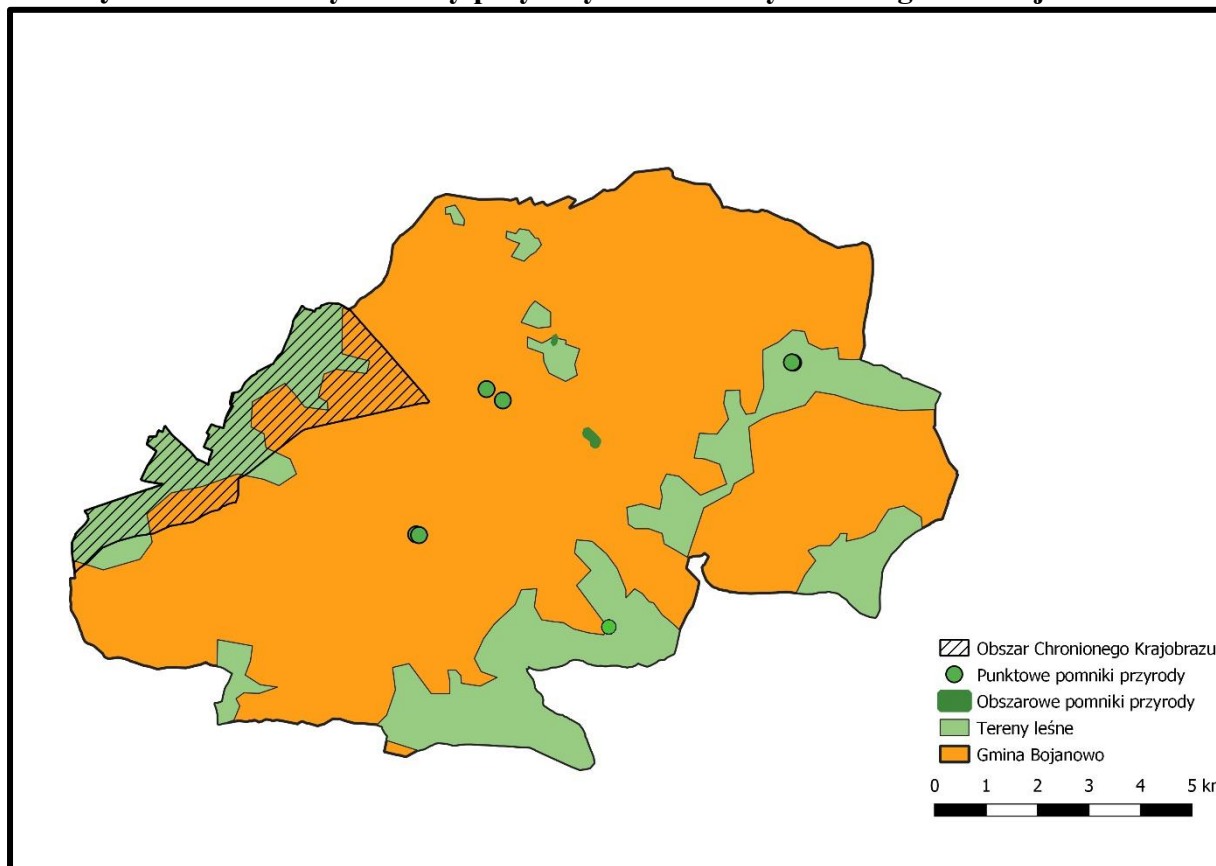 Obszar Chronionego Krajobrazu
Punktowe pomniki przyrody
Obszarowe pomniki przyrody
Tereny leśne
Gmina Bojanowo
0 1 2 3 4 5 km